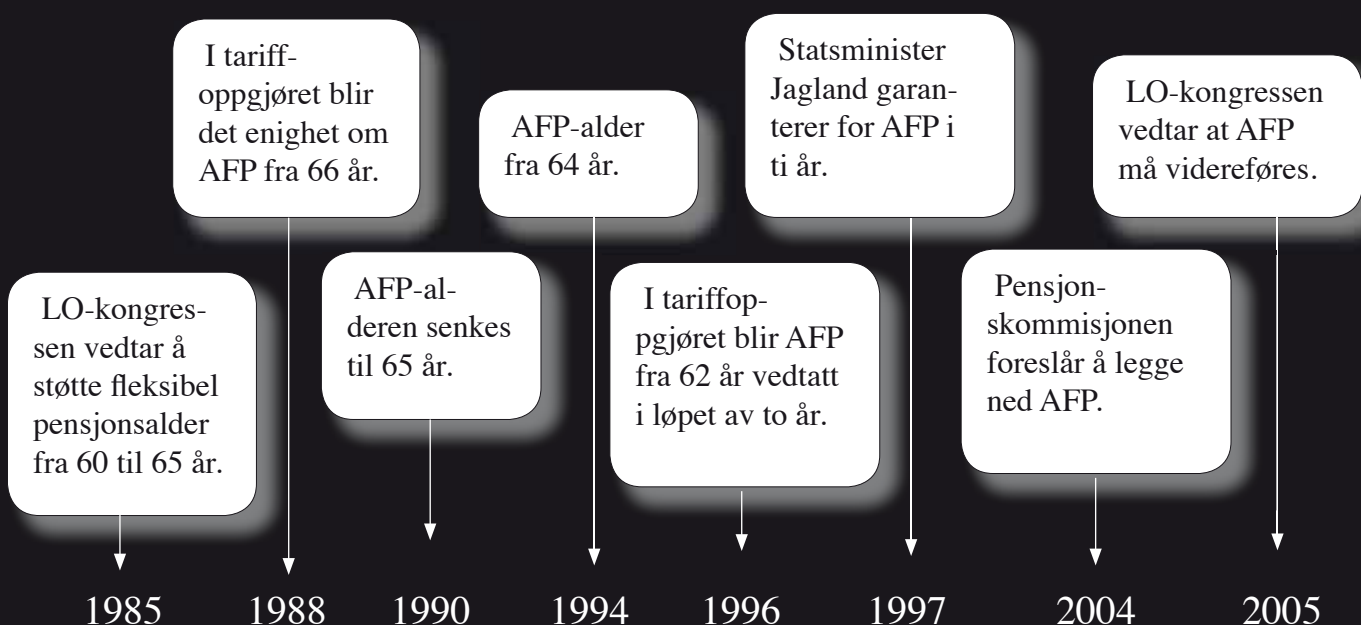 LO-kongres-
sen vedtar å
støtte fleksibel
pensjonsalder
fra 60 til 65 år.
1985
I tariff-
oppgjøret blir
det enighet om
AFP fra 66 år.
1988
AFP-al-
deren senkes
til 65 år.
1990
AFP-alder
fra 64 år.
1994
I tariffop-
pgjøret blir AFP
fra 62 år vedtatt
i løpet av to år.
1996
Statsminister
Jagland garan-
terer for AFP i
ti år.
1997
Pensjon-
skommisjonen
foreslår å legge
ned AFP.
2004
LO-kongressen
vedtar at AFP
må videreføres.
2005